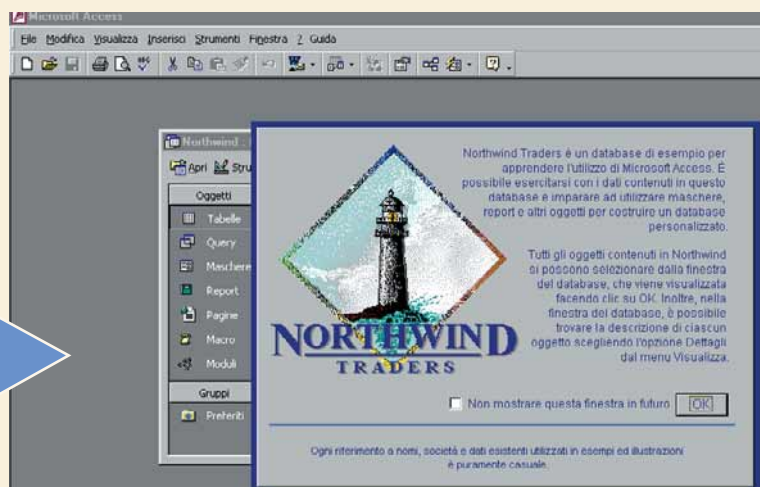 Microsoft Access
File Modifica Visualizza Inserisci Strumenti Finestra ? Guida
Northwind :
Apri Stru
Oggetti
Tabelle
Query
Maschere
Report
Pagine
Macro
Moduli
Gruppi
Preferiti
NORTHWIND
TRADERS
Northwind Traders è un database di esempio per
apprendere l'utilizzo di Microsoft Access. È
possibile esercitarsi con i dati contenuti in questo
database e imparare ad utilizzare maschere,
report e altri oggetti per costruire un database
personalizzato.
Tutti gli oggetti contenuti in Northwind
si possono selezionare dalla finestra
del database, che viene visualizzata
facendo clic su OK. Inoltre, nella
finestra del database, è possibile
trovare la descrizione di ciascun
oggetto scegliendo l'opzione Dettagli
dal menu Visualizza.
Non mostrare questa finestra in futuro OK
Ogni riferimento a nomi, società e dati esistenti utilizzati in esempi ed illustrazioni
è puramente casuale.